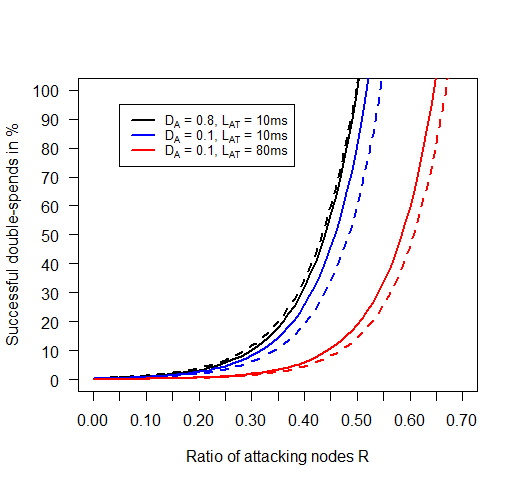 Successful double-spends in %
100
90
80
70
60
50
40
30
20
10
0
D_A = 0.8, L_AT = 10ms
D_A = 0.1, L_AT = 10ms
D_A = 0.1, L_AT = 80ms
0.00 0.10 0.20 0.30 0.40 0.50 0.60 0.70
Ratio of attacking nodes R